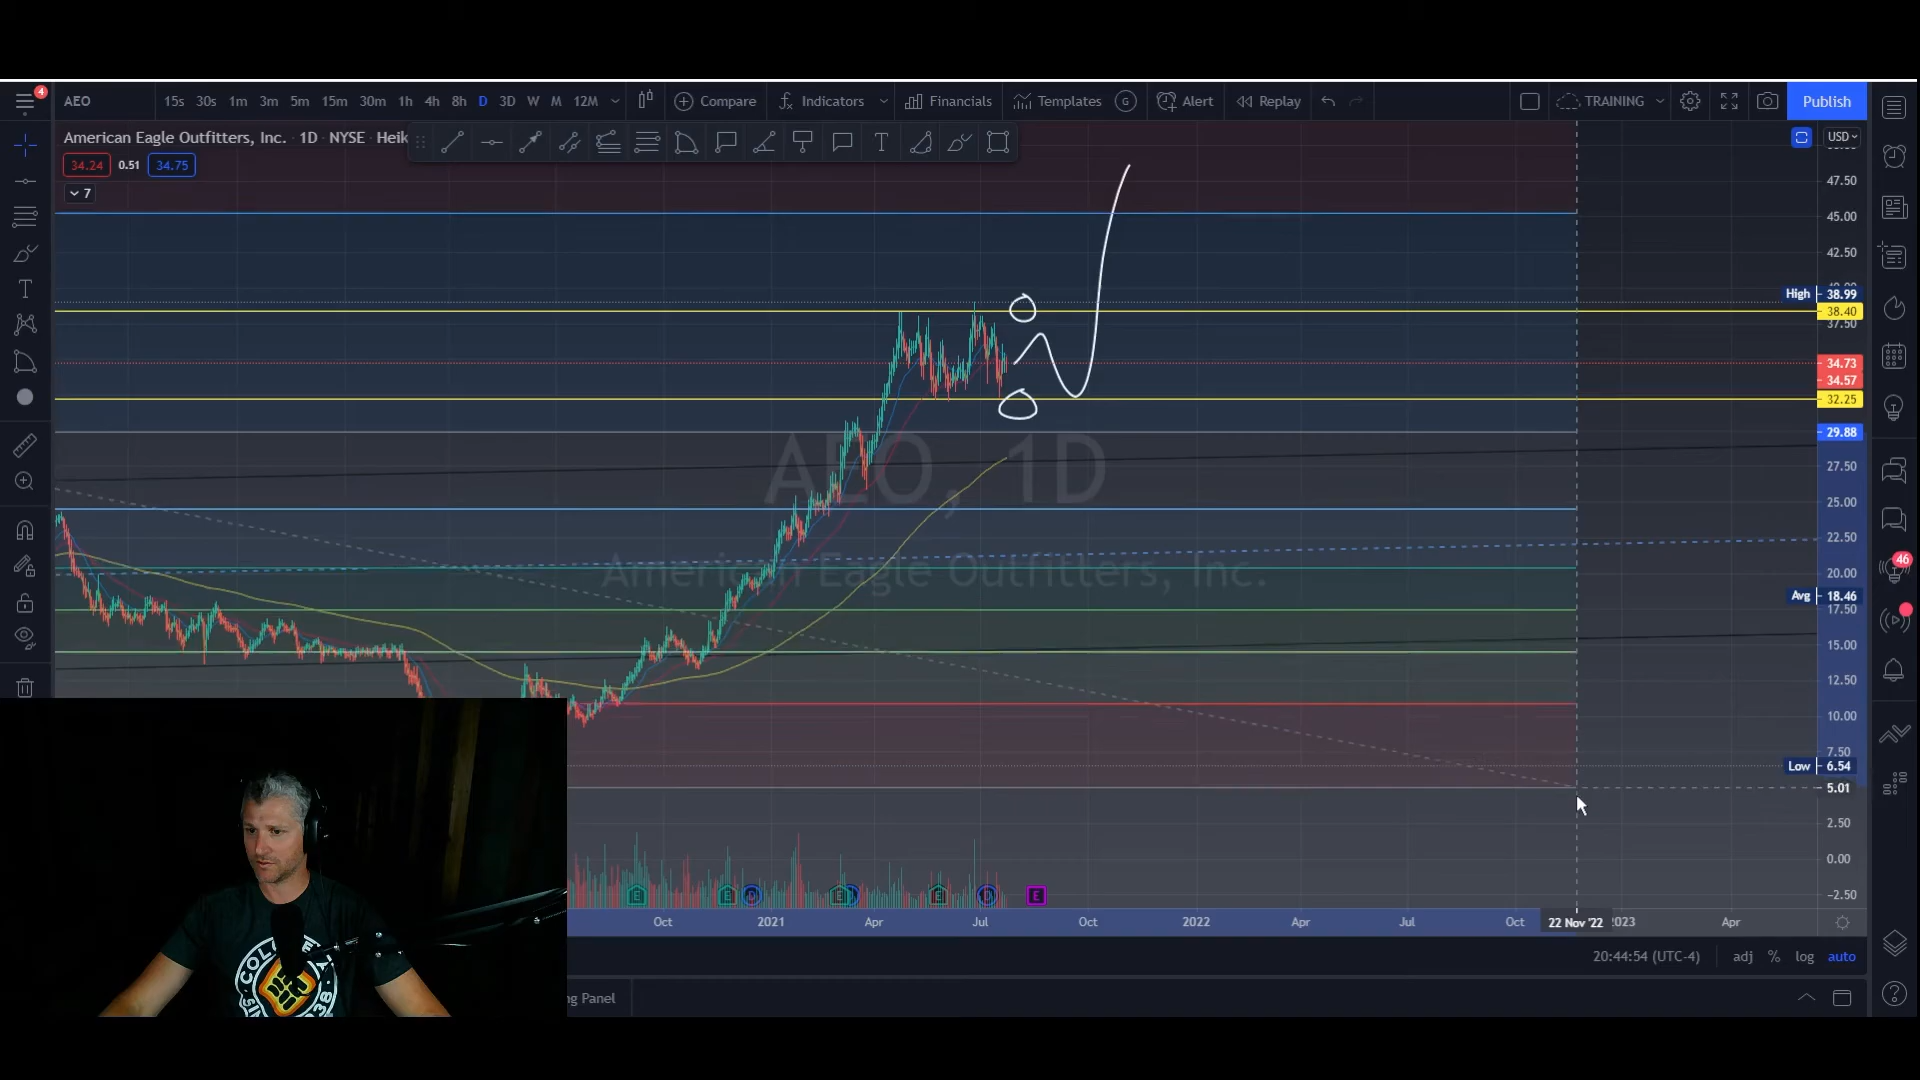 4
AEO 15s 30s 1m 3m 5m 15m 30m 1h 4h 8h D 3D W M 12M Compare Indicators Financials Templates G Alert Replay TRAINING Publish
American Eagle Outfitters, Inc. · 1D · NYSE · Heik
USD
34.24 0.51 34.75
7
47.50
45.00
42.50
High 38.99
38.40
37.50
34.73
34.57
32.25
29.88
AEO, 1D
27.50
25.00
22.50
46
American Eagle Outfitters, Inc.
20.00
Avg 18.46
17.50
15.00
12.50
10.00
7.50
Low 6.54
5.01
2.50
0.00
−2.50
E E D E E D E
Oct 2021 Apr Jul Oct 2022 Apr Jul Oct 22 Nov '22 2023 Apr
20:44:54 (UTC-4) adj % log auto
ng Panel